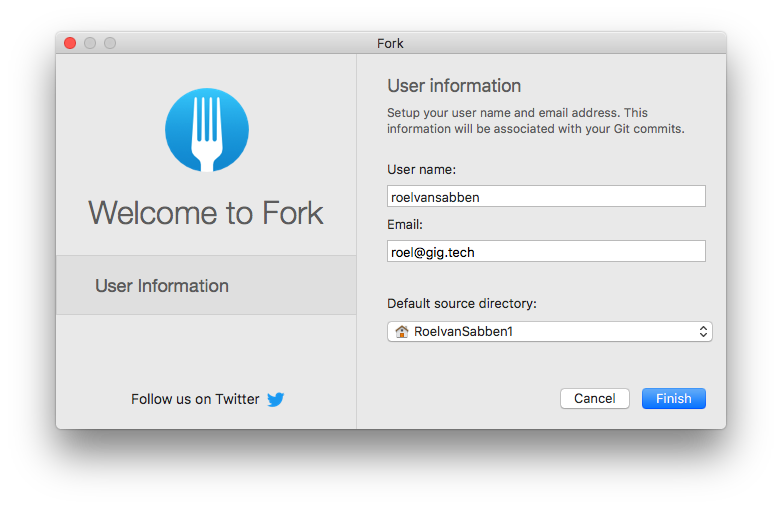 Fork
Welcome to Fork
User Information
Follow us on Twitter
User information
Setup your user name and email address. This
information will be associated with your Git commits.
User name:
roelvansabben
Email:
roel@gig.tech
Default source directory:
RoelvanSabben1
Cancel
Finish